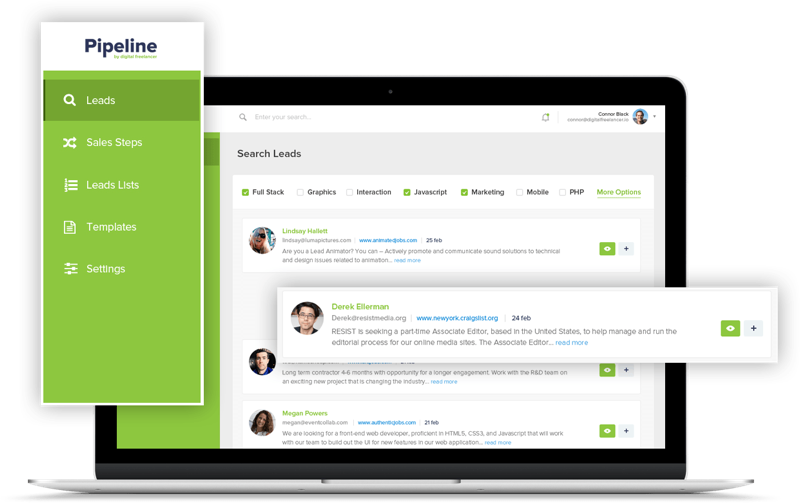 Pipeline
by digital freelancer
Leads
Sales Steps
Leads Lists
Templates
Settings
Enter your search...
Connor Black
connor@digitalfreelancer.io
Search Leads
Full Stack
Graphics
Interaction
Javascript
Marketing
Mobile
PHP
More Options
Lindsay Hallett
lindsay@lumapictures.com | www.animatedjobs.com | 25 feb
Are you a Lead Animator? You can – Actively promote and communicate sound solutions to technical
and design issues related to animation... read more
Derek Ellerman
Derek@resistmedia.org | www.newyork.craigslist.org | 24 feb
RESIST is seeking a part-time Associate Editor, based in the United States, to help manage and run the
editorial process for our online media sites. The Associate Editor... read more
Long term contractor 4-6 months with opportunity for a longer engagement. Work with the R&D team on
an exciting new project that is changing the industry... read more
Megan Powers
megan@eventcollab.com | www.authenticjobs.com | 21 feb
We are looking for a front-end web developer, proficient in HTML5, CSS3, and Javascript that will work
with our team to build out the UI for new features in our web application... read more